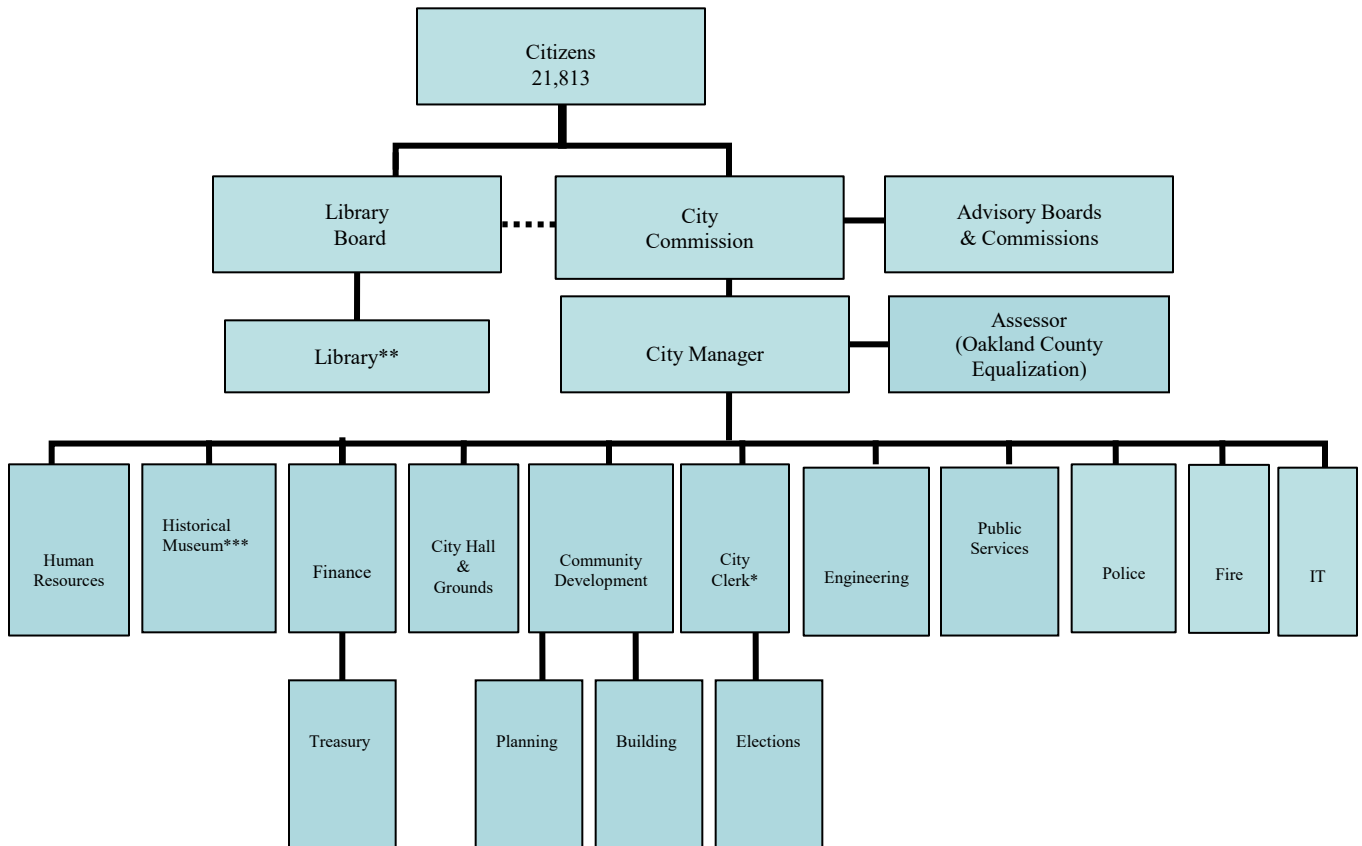 Citizens
21,813
Library
Board
City
Commission
Advisory Boards
& Commissions
Library**
City Manager
Assessor
(Oakland County
Equalization)
Human
Resources
Historical
Museum***
Finance
City Hall
&
Grounds
Community
Development
City
Clerk*
Engineering
Public
Services
Police
Fire
IT
Treasury
Planning
Building
Elections